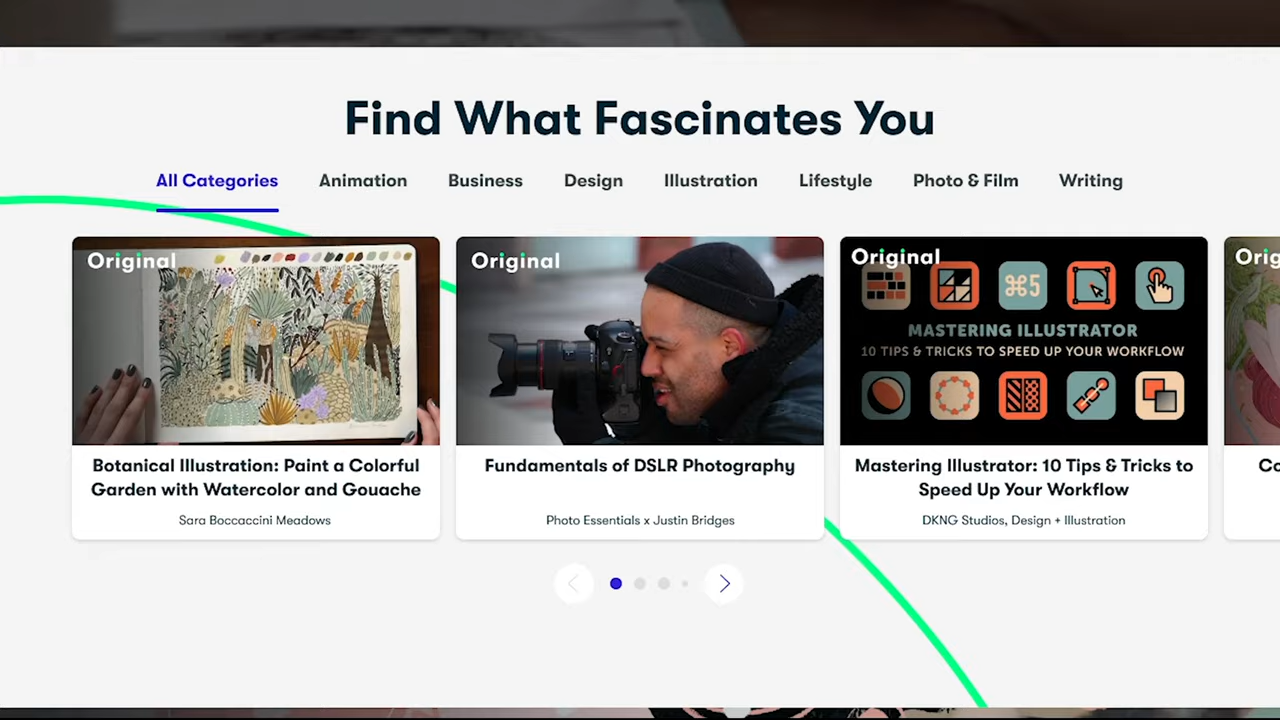 Find What Fascinates You
All Categories Animation Business Design Illustration Lifestyle Photo & Film Writing
Original
Original
Original
⌘5
MASTERING ILLUSTRATOR
10 TIPS & TRICKS TO SPEED UP YOUR WORKFLOW
Botanical Illustration: Paint a Colorful
Garden with Watercolor and Gouache
Sara Boccaccini Meadows
Fundamentals of DSLR Photography
Photo Essentials x Justin Bridges
Mastering Illustrator: 10 Tips & Tricks to
Speed Up Your Workflow
DKNG Studios, Design + Illustration